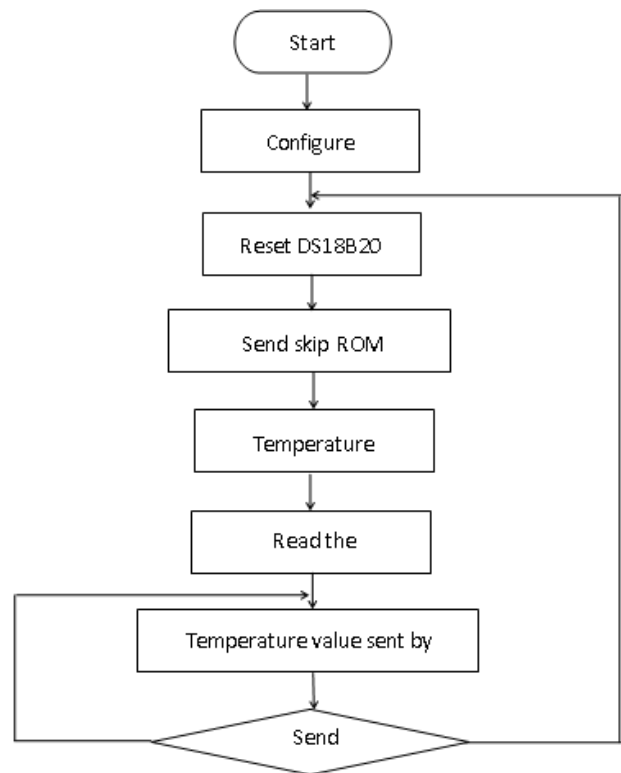 Start
Configure
Reset DS18B20
Send skip ROM
Temperature
Read the
Temperature value sent by
Send